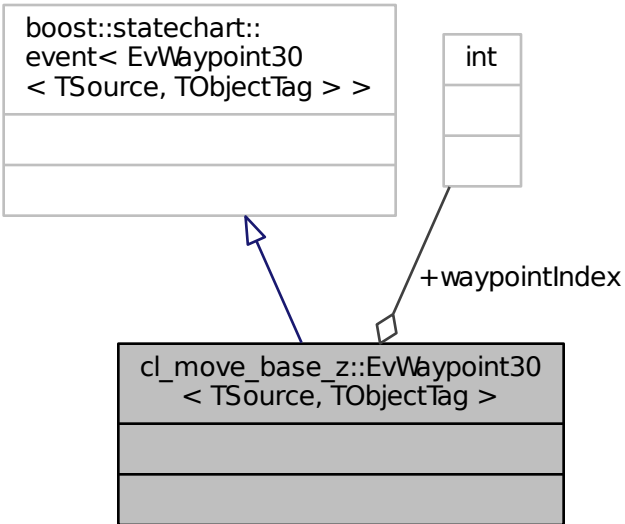 boost::statechart::
event< EvWaypoint30
< TSource, TObjectTag > >
int
+waypointIndex
cl_move_base_z::EvWaypoint30
< TSource, TObjectTag >